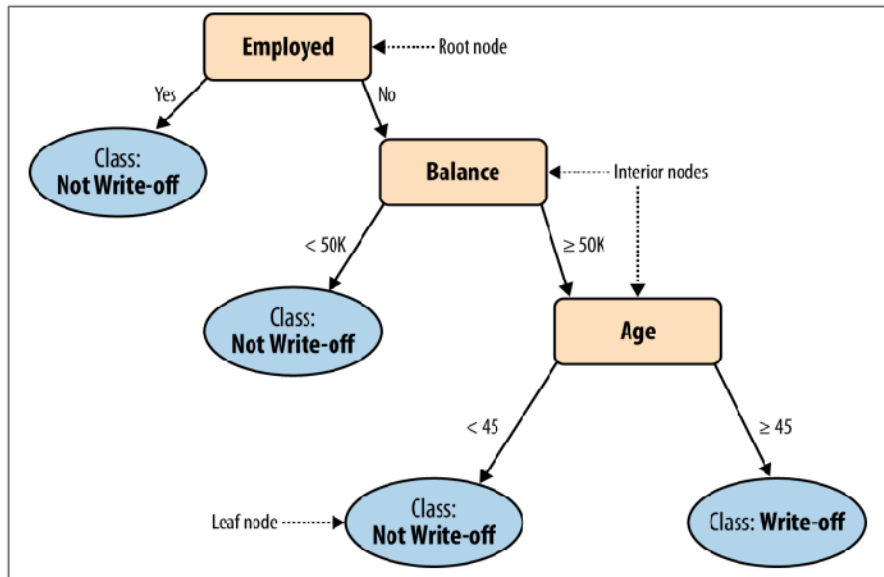 Employed
Root node
Yes
No
Class:
Not Write-off
Balance
Interior nodes
< 50K
≥ 50K
Class:
Not Write-off
Age
< 45
≥ 45
Leaf node
Class:
Not Write-off
Class: Write-off